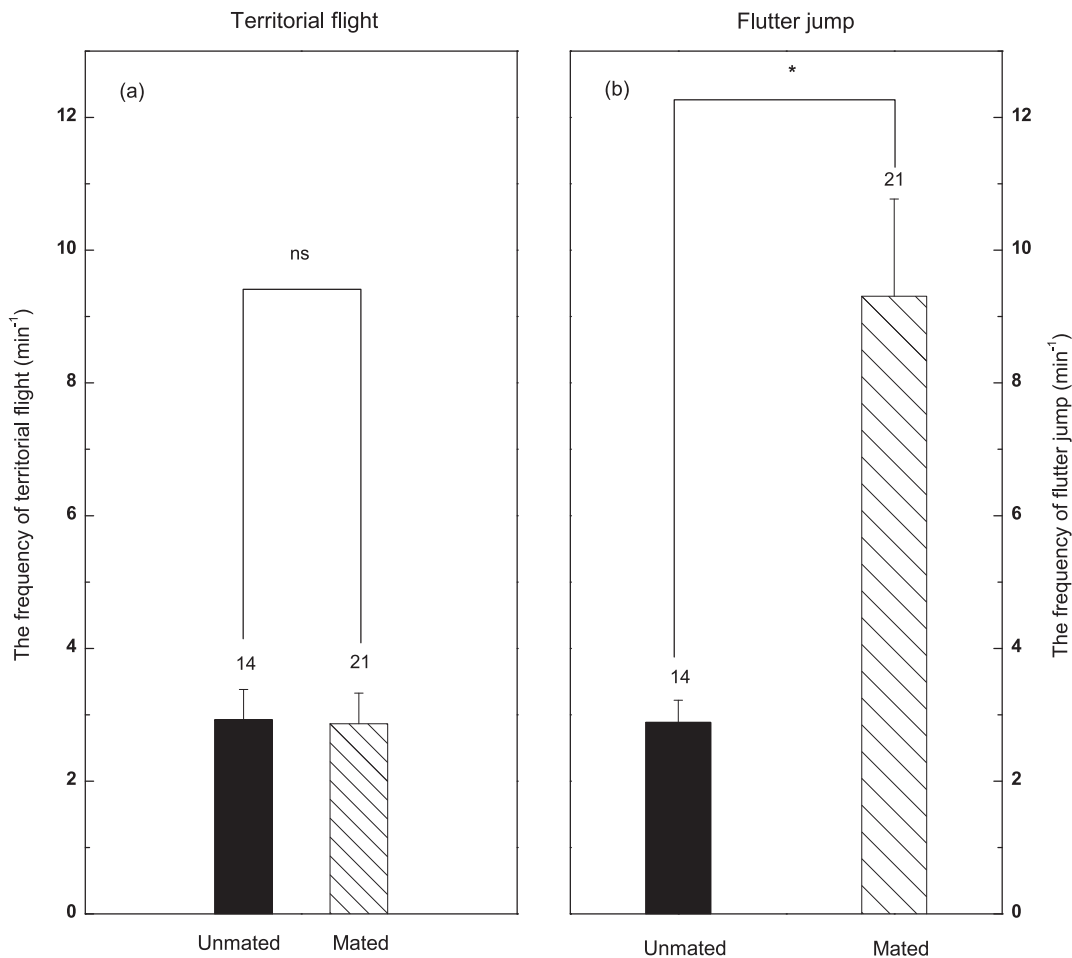 Territorial flight
Flutter jump
(a)
(b)
*
12
12
21
10
ns
10
8
8
6
6
14
21
4
14
4
2
2
0
0
Unmated
Mated
Unmated
Mated
The frequency of territorial flight (min⁻¹)
The frequency of flutter jump (min⁻¹)